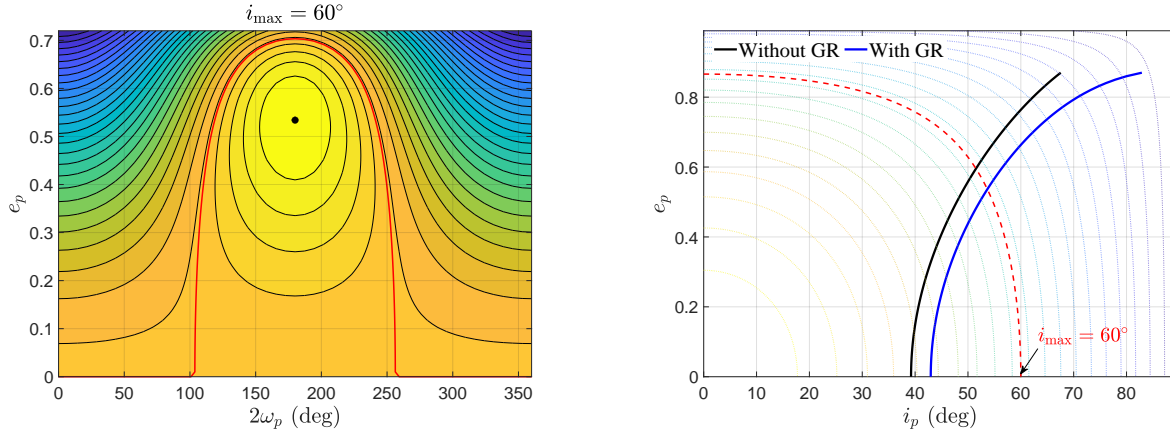 i_max = 60°
0.7
0.6
0.5
0.4
0.3
0.2
0.1
0
e_p
0 50 100 150 200 250 300 350
2ω_p (deg)
Without GR With GR
0.8
0.6
0.4
0.2
0
e_p
i_max = 60°
0 10 20 30 40 50 60 70 80
i_p (deg)